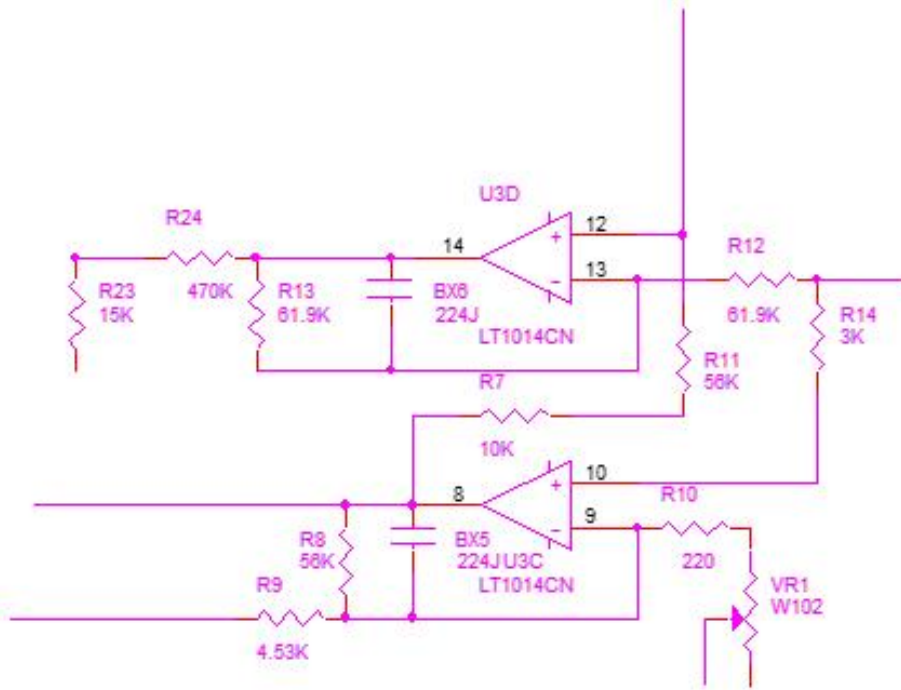 U3D
R24
14
12
R12
13
R23
15K
470K
R13
61.9K
BX6
224J
61.9K
R14
3K
LT1014CN
R11
56K
R7
10K
10
R10
8
9
R8
56K
BX5
224J
U3C
220
R9
LT1014CN
VR1
W102
4.53K